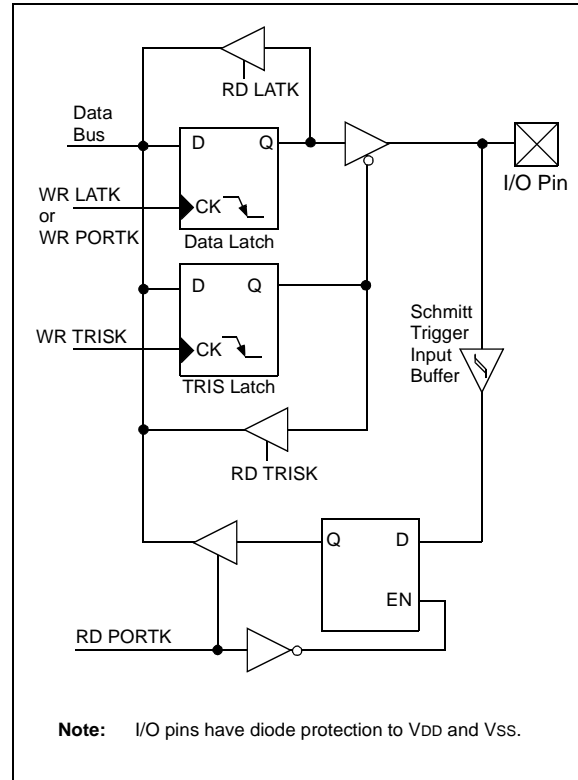 RD LATK
Data
Bus
D Q
I/O Pin
WR LATK
or
WR PORTK
CK
Data Latch
D Q
Schmitt
Trigger
Input
Buffer
WR TRISK
CK
TRIS Latch
RD TRISK
Q D
EN
RD PORTK
Note: I/O pins have diode protection to VDD and VSS.